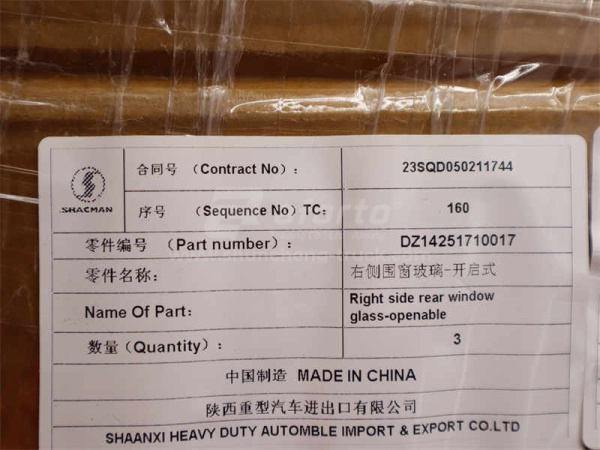 合同号 （Contract No）: 23SQD050211744
SHACMAN
序号 （Sequence No）TC: 160
零件编号 （Part number）: DZ14251710017
零件名称: 右侧围窗玻璃-开启式
Name Of Part: Right side rear window
glass-openable
数量（Quantity）: 3
中国制造 MADE IN CHINA
陕西重型汽车进出口有限公司
SHAANXI HEAVY DUTY AUTOMBLE IMPORT & EXPORT CO.LTD